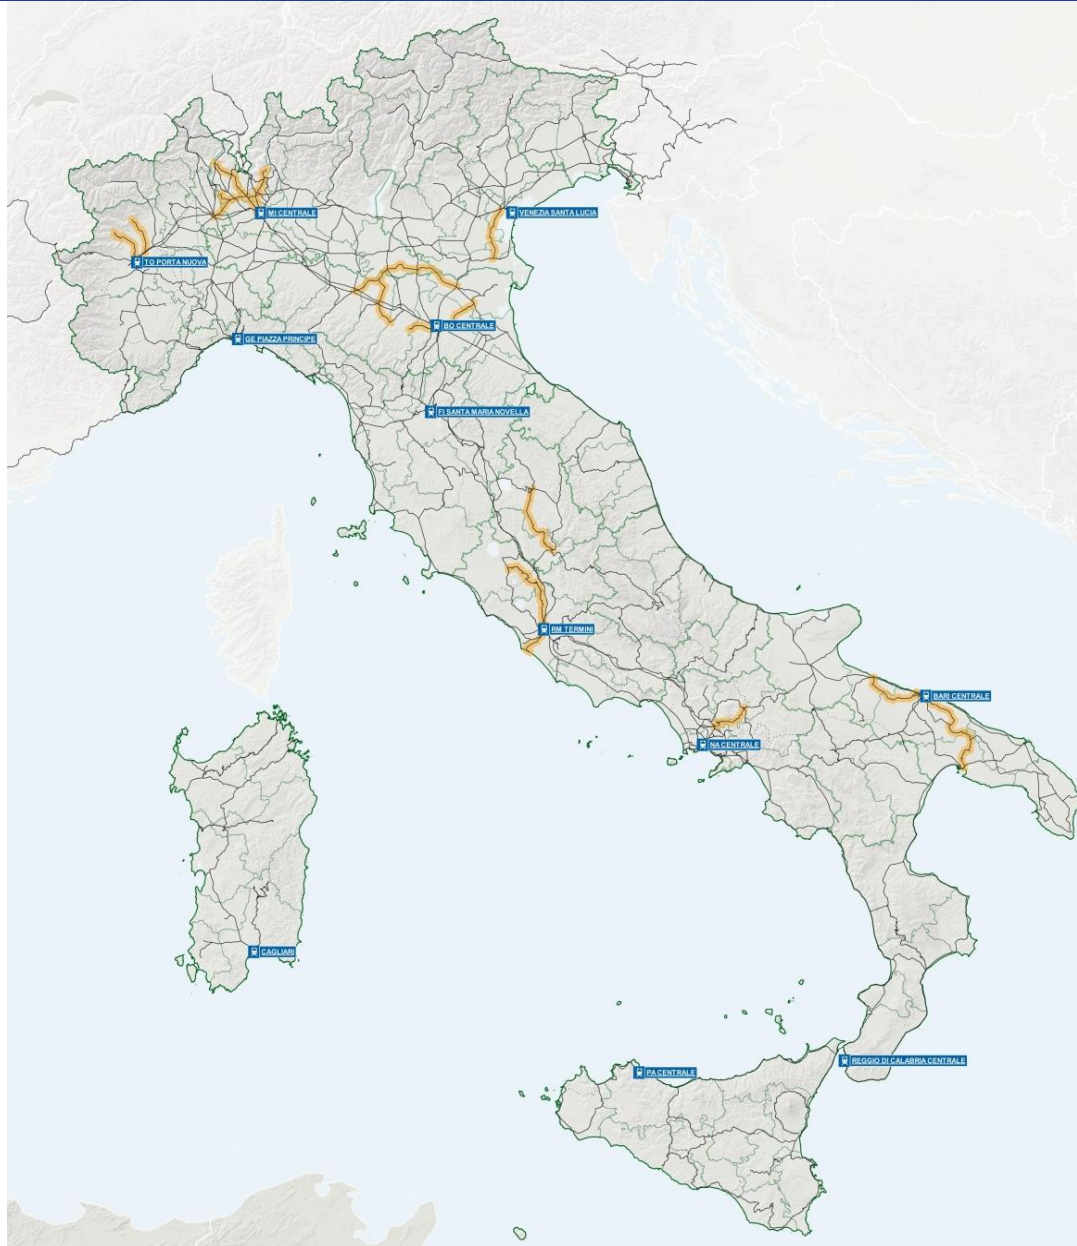 MI CENTRALE
VENEZIA SANTA LUCIA
TO PORTA NUOVA
BO CENTRALE
GE PIAZZA PRINCIPE
FI SANTA MARIA NOVELLA
RM TERMINI
BARI CENTRALE
NA CENTRALE
CAGLIARI
REGGIO DI CALABRIA CENTRALE
PA CENTRALE